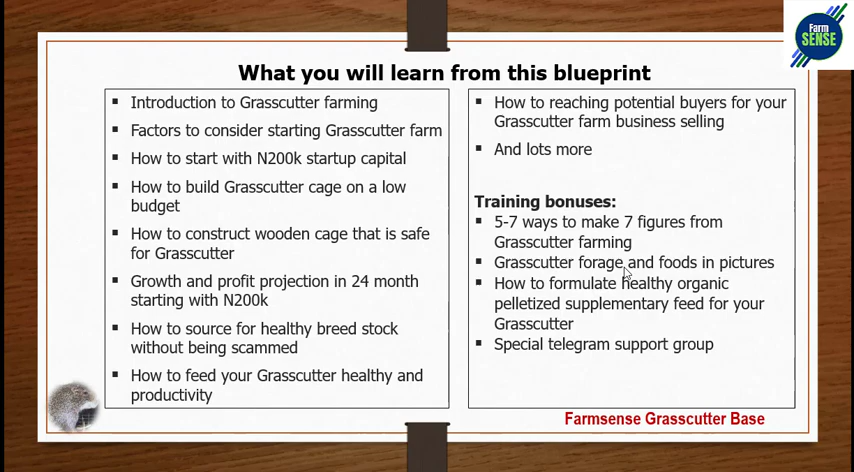 Farm
SENSE
What you will learn from this blueprint
Introduction to Grasscutter farming
Factors to consider starting Grasscutter farm
How to start with N200k startup capital
How to build Grasscutter cage on a low
budget
How to construct wooden cage that is safe
for Grasscutter
Growth and profit projection in 24 month
starting with N200k
How to source for healthy breed stock
without being scammed
How to feed your Grasscutter healthy and
productivity
How to reaching potential buyers for your
Grasscutter farm business selling
And lots more
Training bonuses:
5-7 ways to make 7 figures from
Grasscutter farming
Grasscutter forage and foods in pictures
How to formulate healthy organic
pelletized supplementary feed for your
Grasscutter
Special telegram support group
Farmsense Grasscutter Base